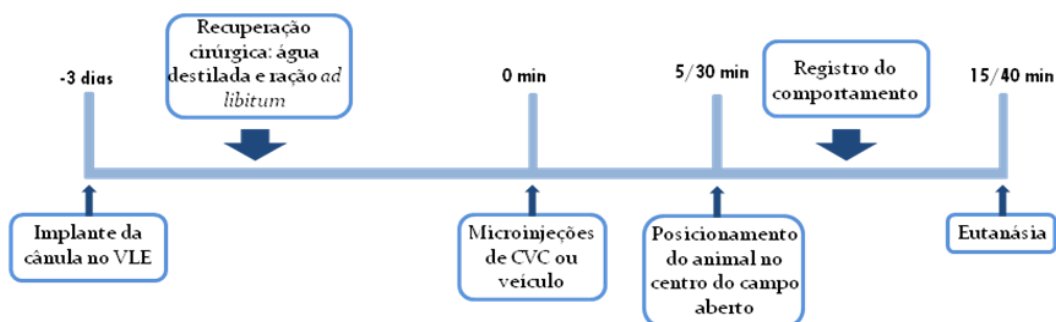 Recuperação
cirúrgica: água
destilada e ração ad
libitum
Registro do
comportamento
-3 dias
0 min
5/30 min
15/40 min
Implante da
cânula no VLE
Microinjeções
de CVC ou
veículo
Posicionamento
do animal no
centro do campo
aberto
Eutanásia